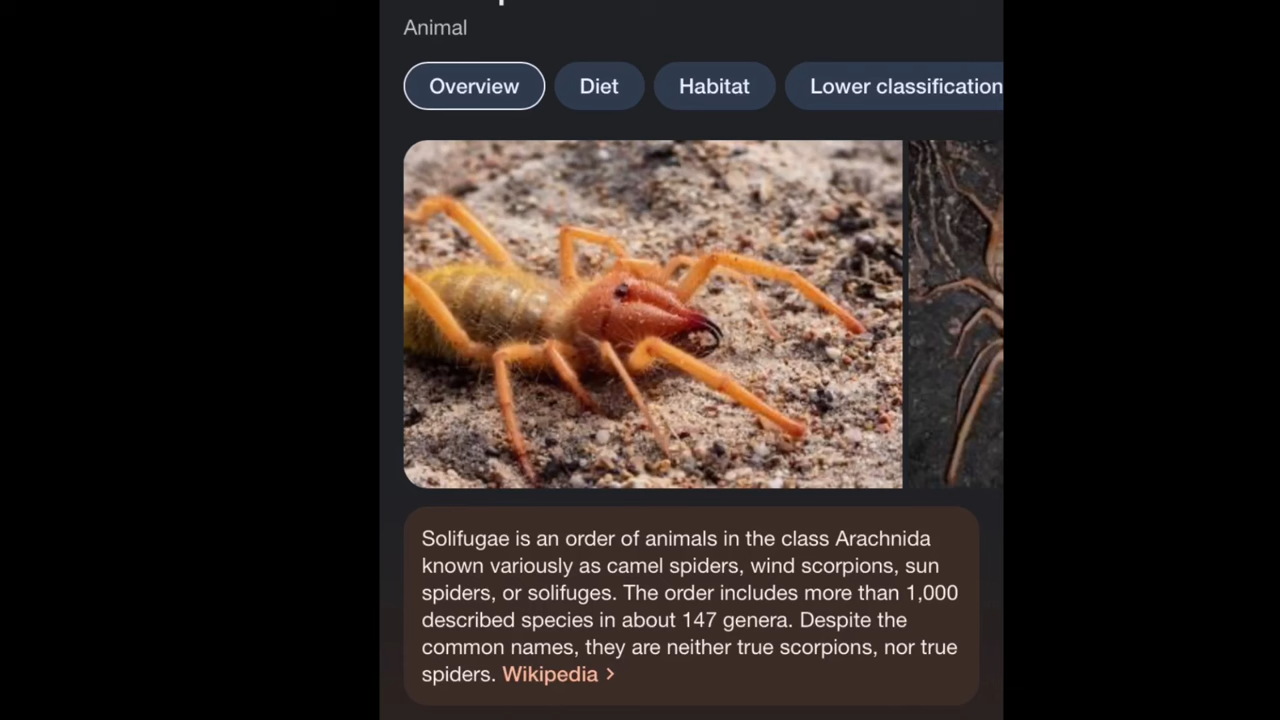 Animal
Overview Diet Habitat Lower classification
Solifugae is an order of animals in the class Arachnida
known variously as camel spiders, wind scorpions, sun
spiders, or solifuges. The order includes more than 1,000
described species in about 147 genera. Despite the
common names, they are neither true scorpions, nor true
spiders. Wikipedia >